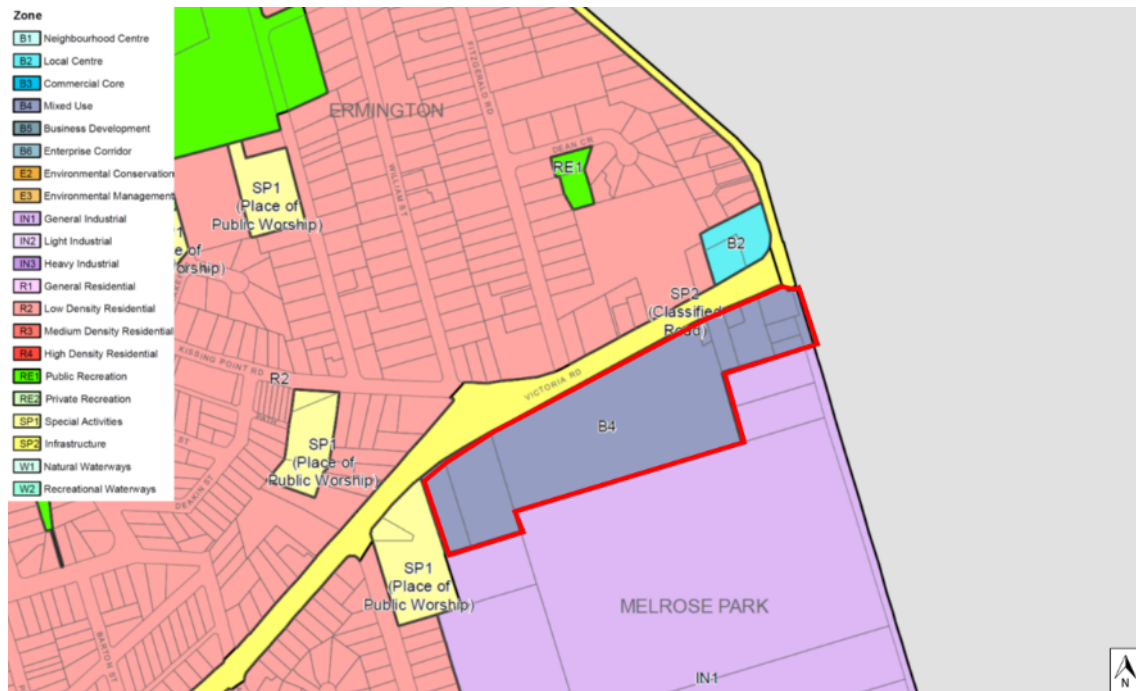 Zone
B1 Neighbourhood Centre
B2 Local Centre
B3 Commercial Core
B4 Mixed Use
B5 Business Development
B6 Enterprise Corridor
E2 Environmental Conservation
E3 Environmental Management
IN1 General Industrial
IN2 Light Industrial
IN3 Heavy Industrial
R1 General Residential
R2 Low Density Residential
R3 Medium Density Residential
R4 High Density Residential
RE1 Public Recreation
RE2 Private Recreation
SP1 Special Activities
SP2 Infrastructure
W1 Natural Waterways
W2 Recreational Waterways
ERMINGTON
FITZGERALD RD
DEAN CR
RE1
WILLIAM ST
SP1
(Place of
Public Worship)
e of
orship)
B2
SP2
(Classified
Road)
KISSING POINT RD
R2
VICTORIA RD
B4
SP1
(Place of
Public Worship)
DEAKIN ST
ST
SP1
(Place of
Public Worship)
MELROSE PARK
BARTON ST
IN1
N